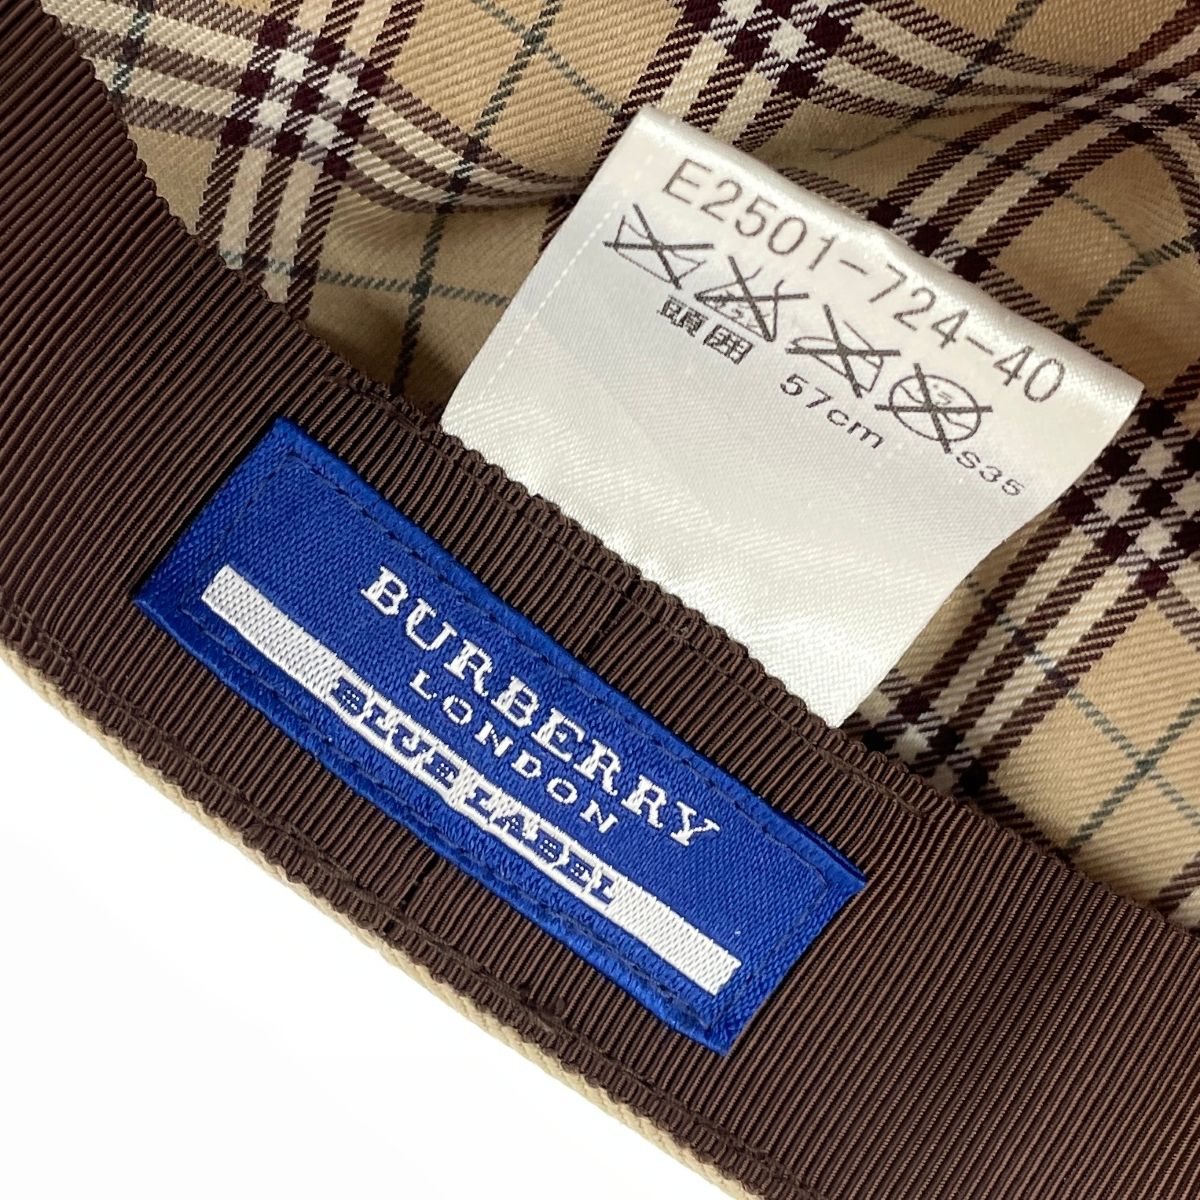 E2501-724-40
頭囲 57cm
S35
BURBERRY
LONDON
BLUE LABEL